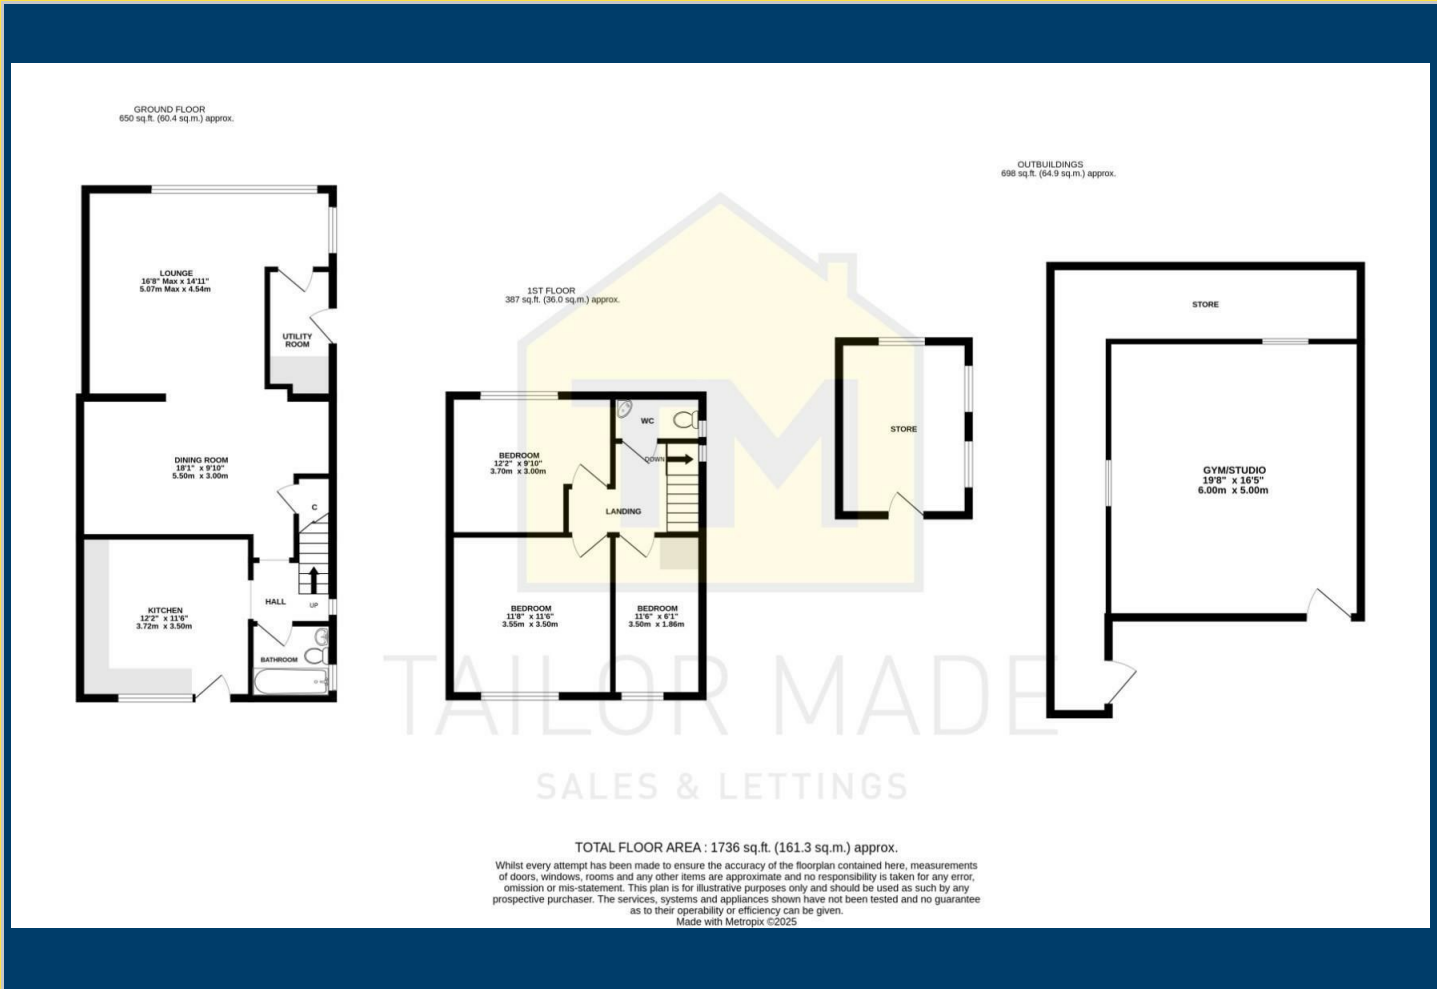 GROUND FLOOR
650 sq.ft. (60.4 sq.m.) approx.
LOUNGE
16'8" Max x 14'11"
5.07m Max x 4.54m
UTILITY
ROOM
DINING ROOM
18'1" x 9'10"
5.50m x 3.00m
C
KITCHEN
12'2" x 11'6"
3.72m x 3.50m
HALL
UP
BATHROOM
1ST FLOOR
387 sq.ft. (36.0 sq.m.) approx.
BEDROOM
12'2" x 9'10"
3.70m x 3.00m
WC
DOWN
LANDING
BEDROOM
11'8" x 11'6"
3.55m x 3.50m
BEDROOM
11'6" x 6'1"
3.50m x 1.86m
OUTBUILDINGS
698 sq.ft. (64.9 sq.m.) approx.
STORE
STORE
GYM/STUDIO
19'8" x 16'5"
6.00m x 5.00m
TM
TAILOR MADE
SALES & LETTINGS
TOTAL FLOOR AREA : 1736 sq.ft. (161.3 sq.m.) approx.
Whilst every attempt has been made to ensure the accuracy of the floorplan contained here, measurements
of doors, windows, rooms and any other items are approximate and no responsibility is taken for any error,
omission or mis-statement. This plan is for illustrative purposes only and should be used as such by any
prospective purchaser. The services, systems and appliances shown have not been tested and no guarantee
as to their operability or efficiency can be given.
Made with Metropix ©2025